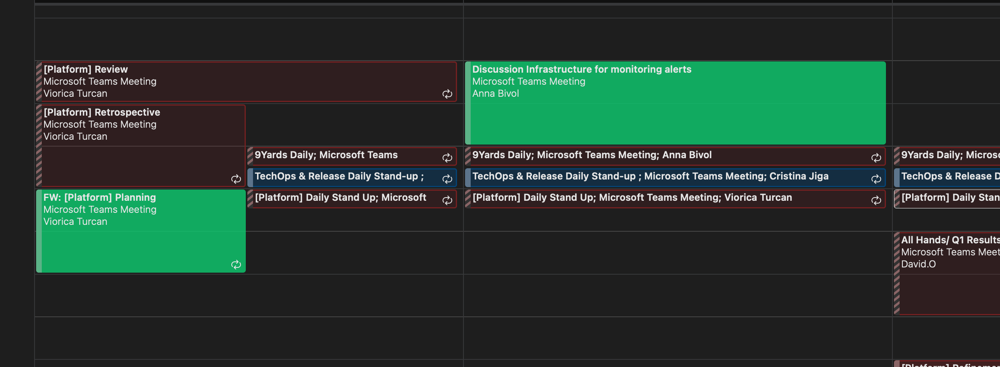 [Platform] Review
Microsoft Teams Meeting
Viorica Turcan
[Platform] Retrospective
Microsoft Teams Meeting
Viorica Turcan
9Yards Daily; Microsoft Teams
TechOps & Release Daily Stand-up ;
FW: [Platform] Planning
Microsoft Teams Meeting
Viorica Turcan
[Platform] Daily Stand Up; Microsoft
Discussion Infrastructure for monitoring alerts
Microsoft Teams Meeting
Anna Bivol
9Yards Daily; Microsoft Teams Meeting; Anna Bivol
TechOps & Release Daily Stand-up ; Microsoft Teams Meeting; Cristina Jiga
[Platform] Daily Stand Up; Microsoft Teams Meeting; Viorica Turcan
9Yards Daily;
TechOps & Release
[Platform] Daily
All Hands/ Q1 Results
Microsoft Teams
David.O
[Platform]